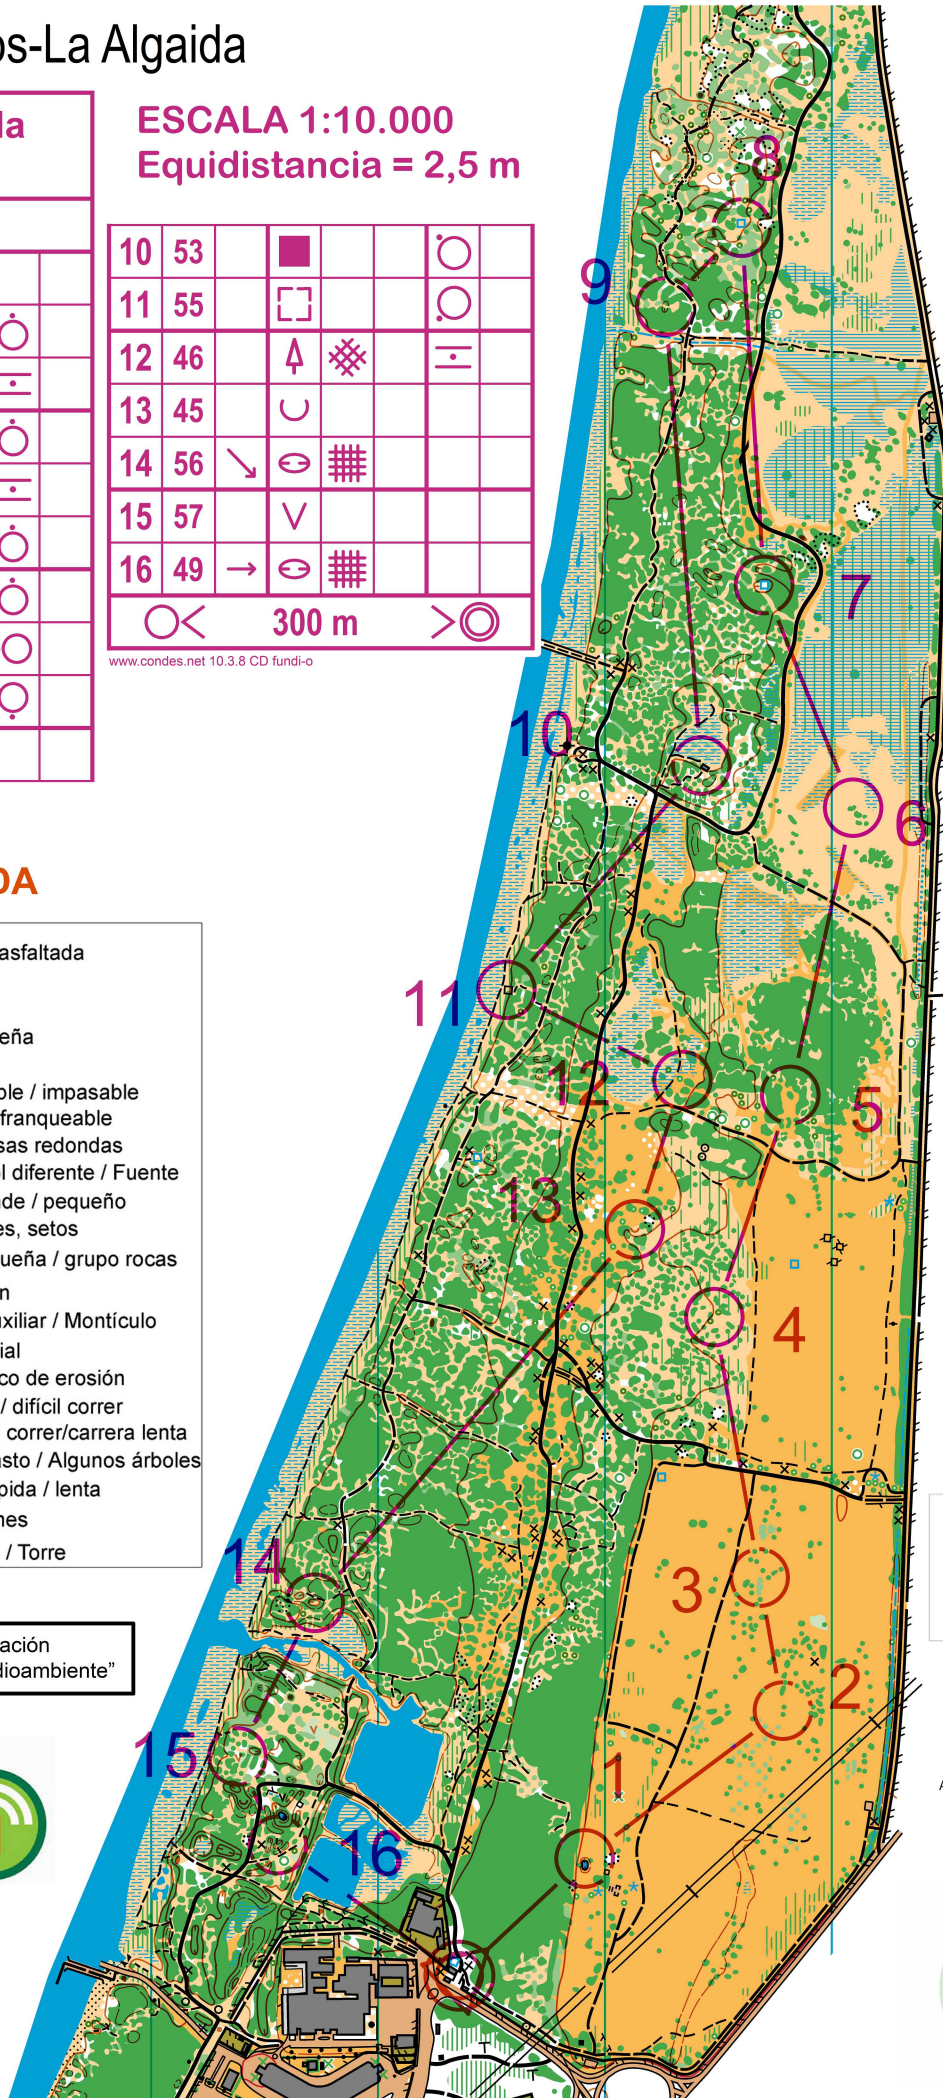 os-La Algaida
la
ESCALA 1:10.000
Equidistancia = 2,5 m
10 53
11 55
12 46
13 45
14 56
15 57
16 49
300 m
www.condes.net 10.3.8 CD fundi-o
DA
asfaltada
eña
ole / impasable
franqueable
sas redondas
ol diferente / Fuente
de / pequeño
es, setos
ueña / grupo rocas
n
uxiliar / Montículo
ial
co de erosión
/ difícil correr
correr/carrera lenta
asto / Algunos árboles
pida / lenta
nes
/ Torre
ación
dioambiente”
8
9
7
10
6
11
12
5
13
4
14
3
2
15
1
16